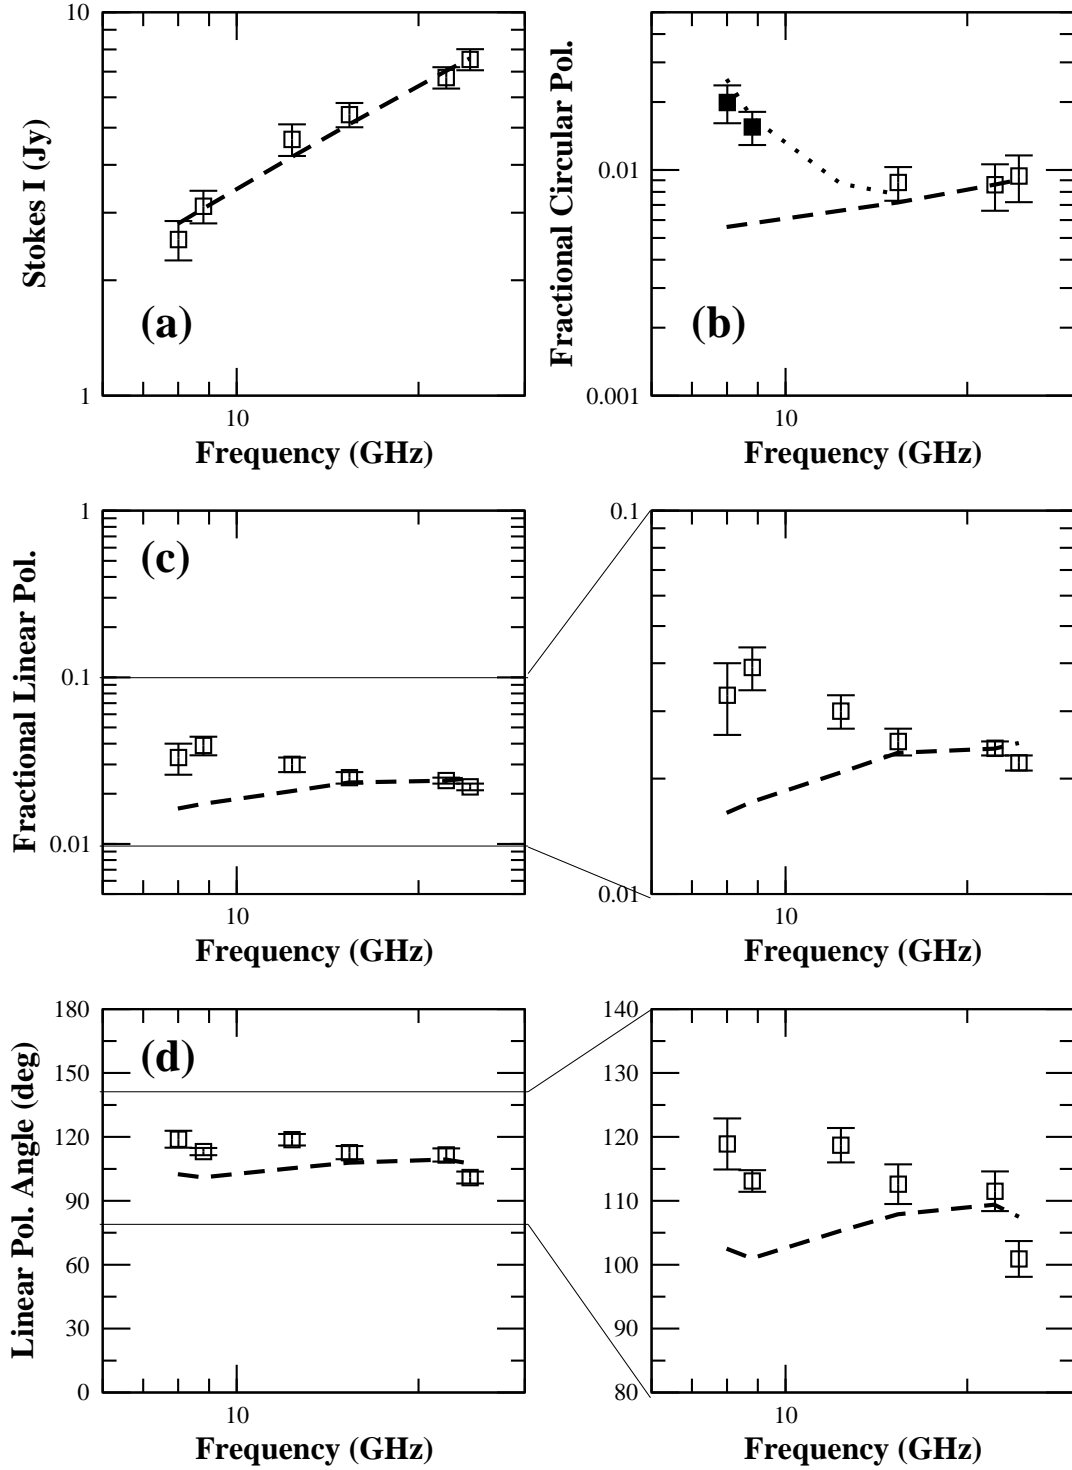 10
1
Stokes I (Jy)
(a)
10
Frequency (GHz)
0.01
0.001
Fractional Circular Pol.
(b)
10
Frequency (GHz)
1
0.1
0.01
Fractional Linear Pol.
(c)
10
Frequency (GHz)
0.1
0.01
10
Frequency (GHz)
180
150
120
90
60
30
0
Linear Pol. Angle (deg)
(d)
10
Frequency (GHz)
140
130
120
110
100
90
80
10
Frequency (GHz)